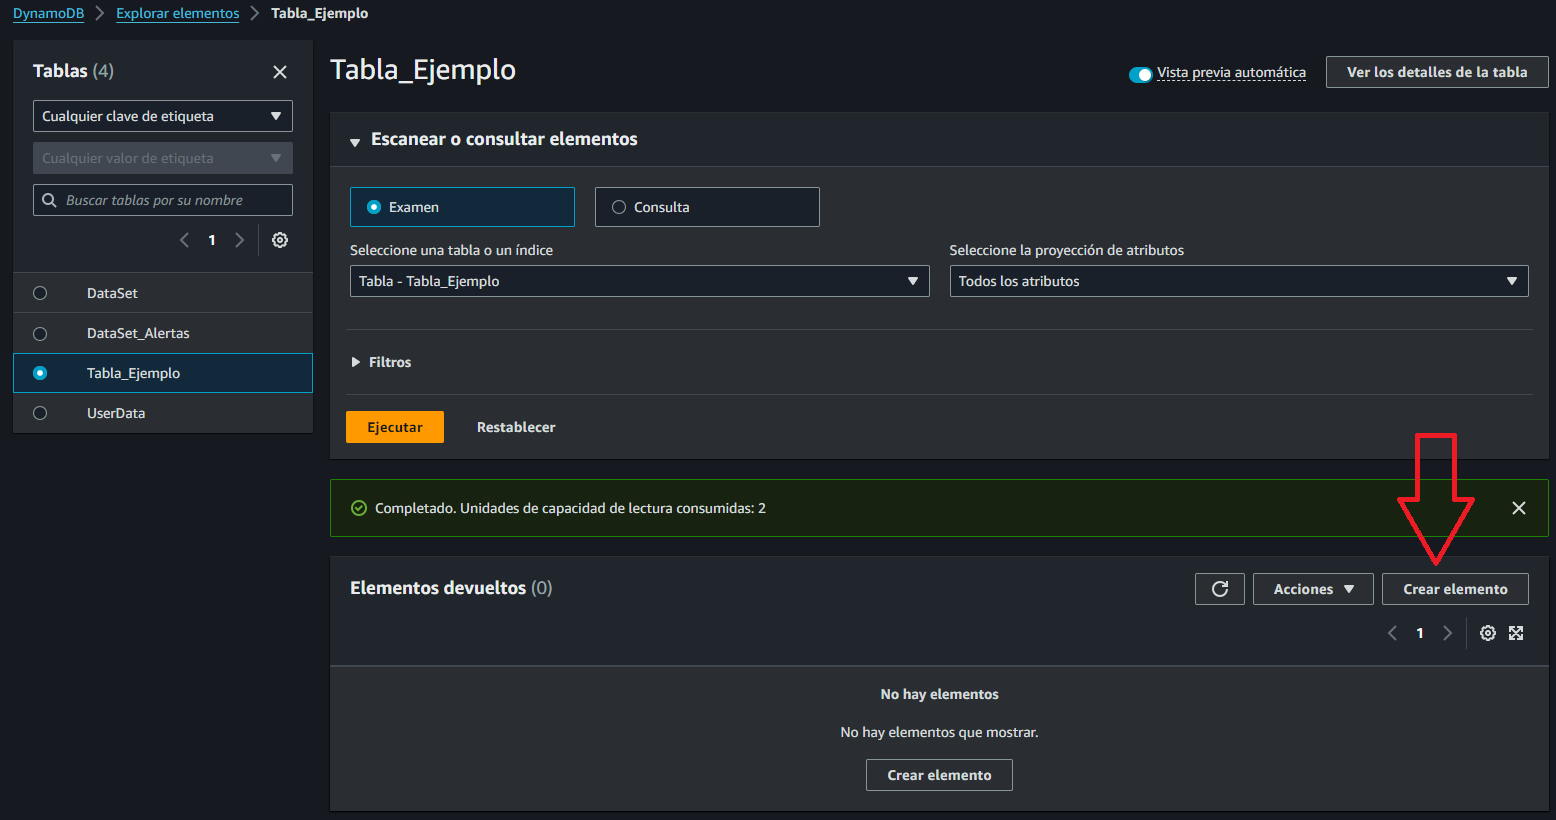 DynamoDB > Explorar elementos > Tabla_Ejemplo
Tablas (4)
Cualquier clave de etiqueta
Cualquier valor de etiqueta
Buscar tablas por su nombre
1
DataSet
DataSet_Alertas
Tabla_Ejemplo
UserData
Tabla_Ejemplo
Vista previa automática
Ver los detalles de la tabla
Escanear o consultar elementos
Examen
Consulta
Seleccione una tabla o un índice
Tabla - Tabla_Ejemplo
Seleccione la proyección de atributos
Todos los atributos
Filtros
Ejecutar
Restablecer
Completado. Unidades de capacidad de lectura consumidas: 2
Elementos devueltos (0)
Acciones
Crear elemento
1
No hay elementos
No hay elementos que mostrar.
Crear elemento